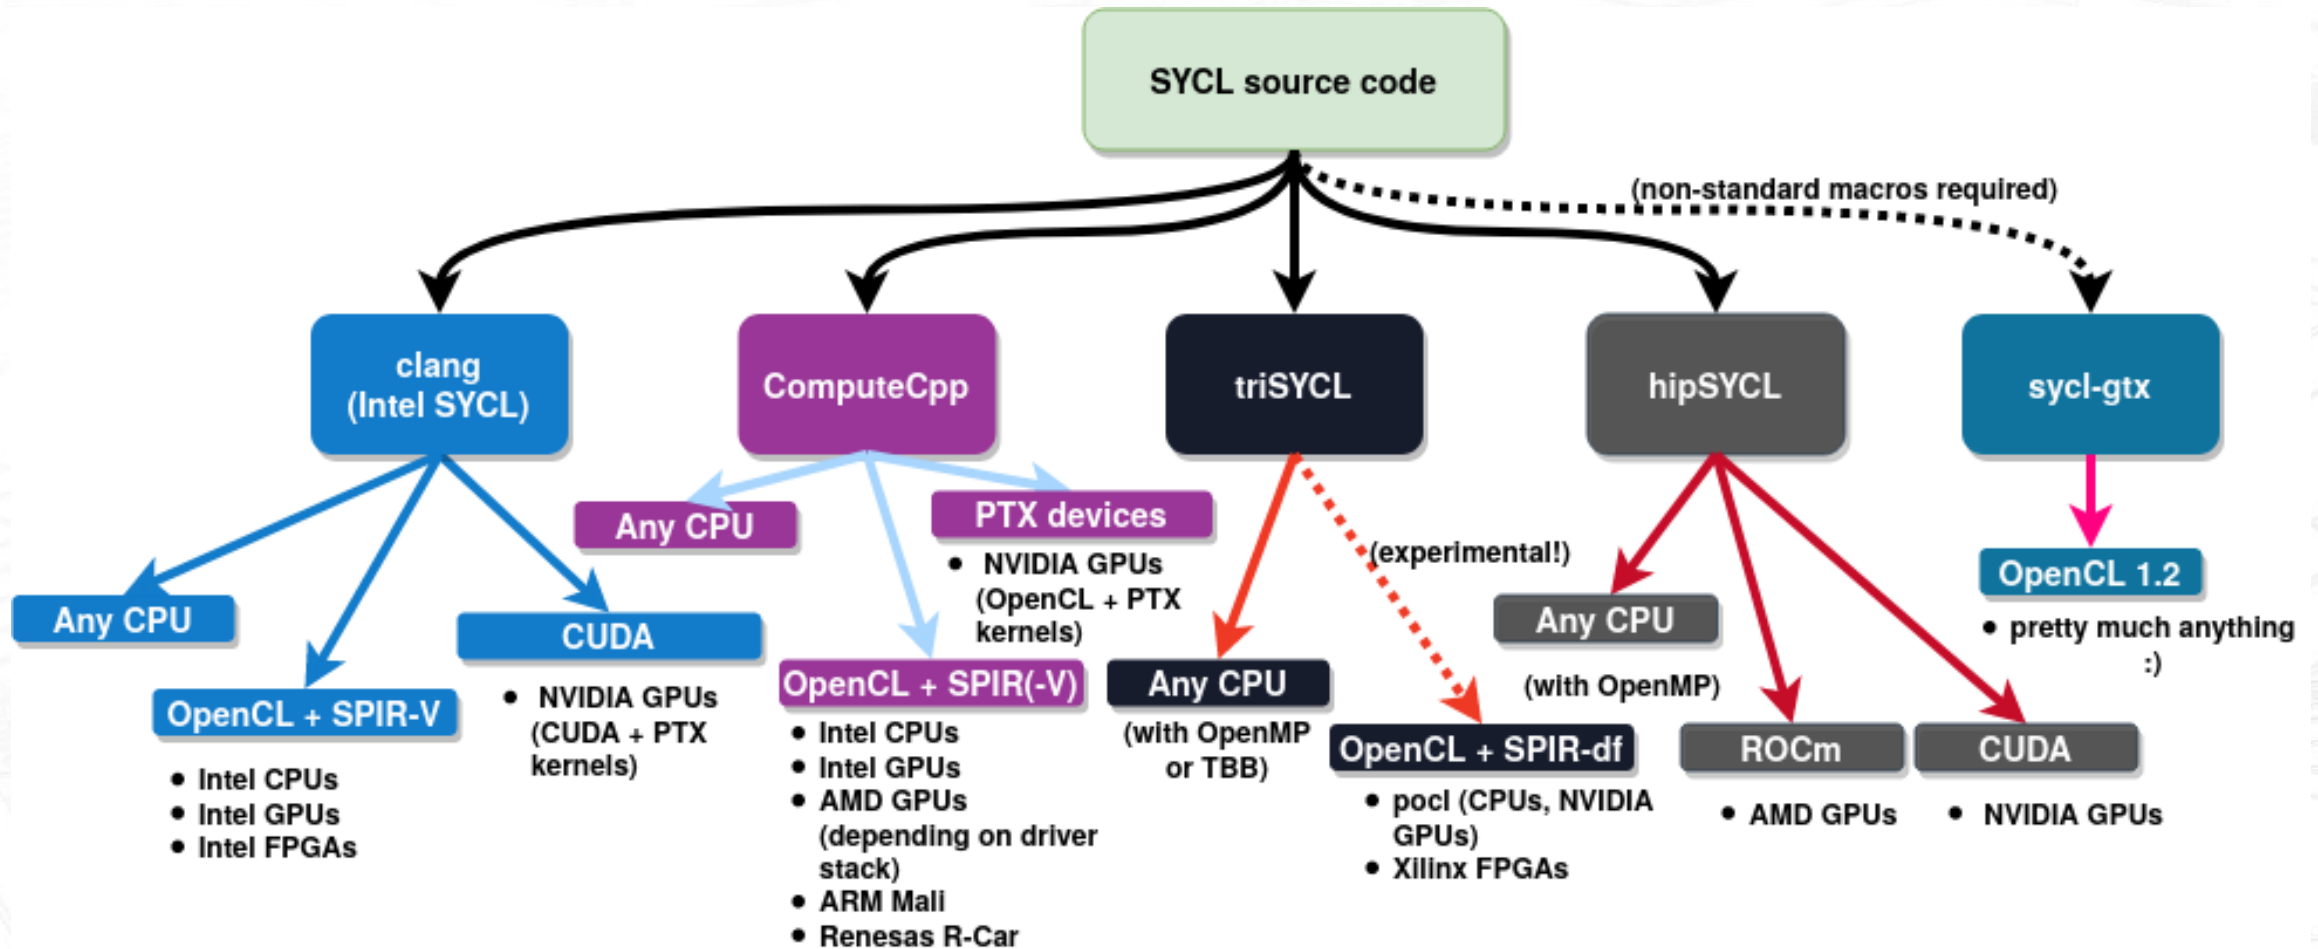 SYCL source code
(non-standard macros required)
clang
(Intel SYCL)
ComputeCpp
triSYCL
hipSYCL
sycl-gtx
Any CPU
OpenCL + SPIR-V
• Intel CPUs
• Intel GPUs
• Intel FPGAs
CUDA
• NVIDIA GPUs
(CUDA + PTX
kernels)
Any CPU
PTX devices
• NVIDIA GPUs
(OpenCL + PTX
kernels)
OpenCL + SPIR(-V)
• Intel CPUs
• Intel GPUs
• AMD GPUs
(depending on driver
stack)
• ARM Mali
• Renesas R-Car
Any CPU
(with OpenMP
or TBB)
(experimental!)
OpenCL + SPIR-df
• pocl (CPUs, NVIDIA
GPUs)
• Xilinx FPGAs
Any CPU
(with OpenMP)
ROCm
• AMD GPUs
CUDA
• NVIDIA GPUs
OpenCL 1.2
• pretty much anything
:)